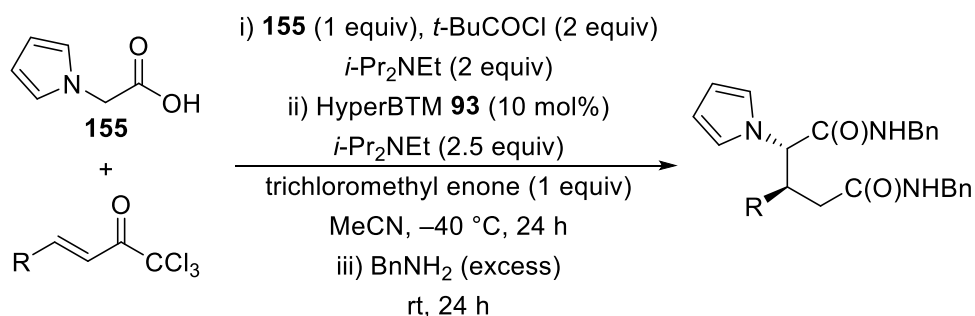 i) 155 (1 equiv), t-BuCOCl (2 equiv)
i-Pr₂NEt (2 equiv)
ii) HyperBTM 93 (10 mol%)
i-Pr₂NEt (2.5 equiv)
trichloromethyl enone (1 equiv)
MeCN, –40 °C, 24 h
iii) BnNH₂ (excess)
rt, 24 h
N
O
OH
155
+
O
R
CCl₃
N
C(O)NHBn
C(O)NHBn
R